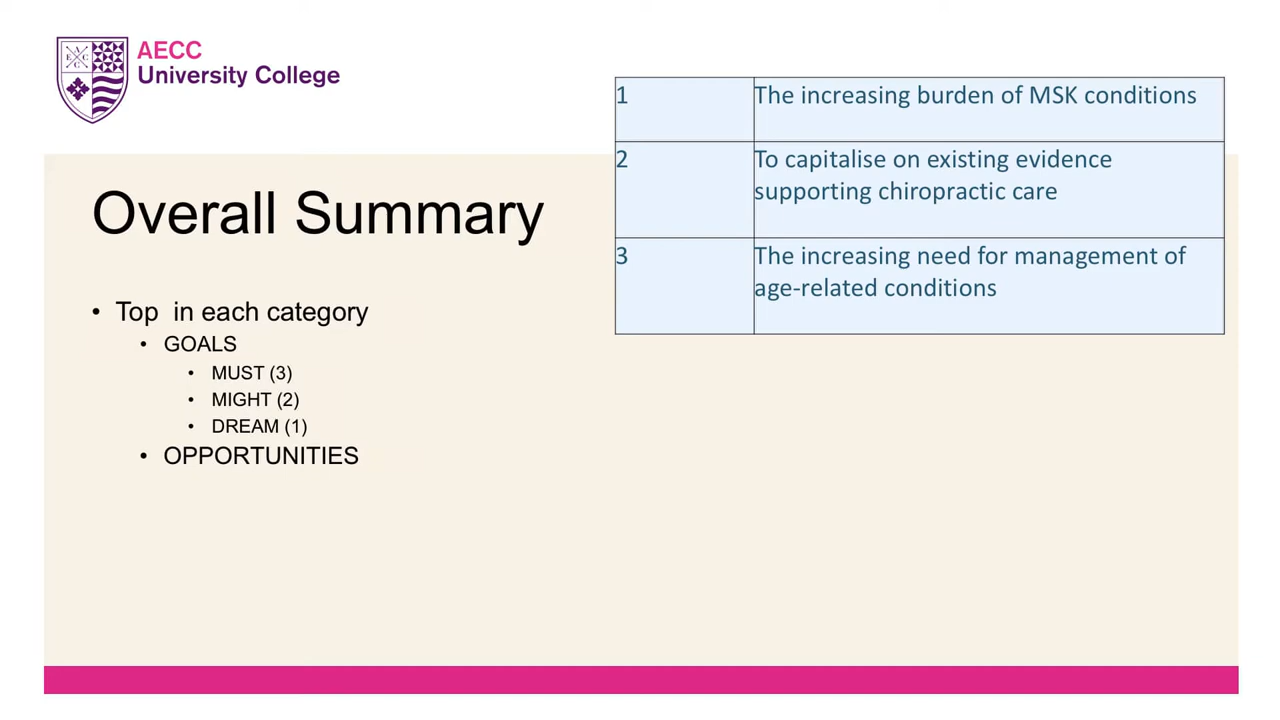 AECC
University College
Overall Summary
• Top in each category
• GOALS
• MUST (3)
• MIGHT (2)
• DREAM (1)
• OPPORTUNITIES
1 The increasing burden of MSK conditions
2 To capitalise on existing evidence
supporting chiropractic care
3 The increasing need for management of
age-related conditions